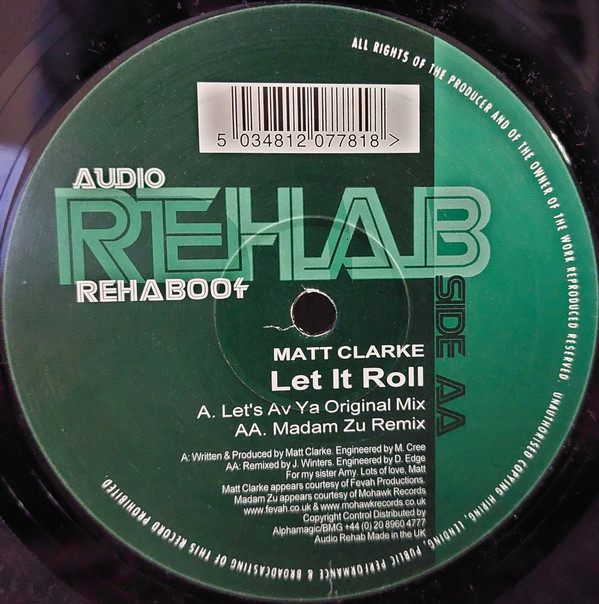 5 034812 077818 >
AUDIO
REHAB
REHAB004
SIDE AA
MATT CLARKE
Let It Roll
A. Let's Av Ya Original Mix
AA. Madam Zu Remix
A: Written & Produced by Matt Clarke. Engineered by M. Cree
AA: Remixed by J. Winters. Engineered by D. Edge
For my sister Amy. Lots of love. Matt
Matt Clarke appears courtesy of Fevah Productions.
Madam Zu appears courtesy of Mohawk Records
www.fevah.co.uk & www.mohawkrecords.co.uk
Copyright Control Distributed by
Alphamagic/BMG +44 (0) 20 8960 4777
Audio Rehab Made in the UK
ALL RIGHTS OF THE PRODUCER AND OF THE OWNER OF THE WORK REPRODUCED RESERVED. UNAUTHORISED COPYING HIRING, LENDING, PUBLIC PERFORMANCE & BROADCASTING OF THIS RECORD PROHIBITED